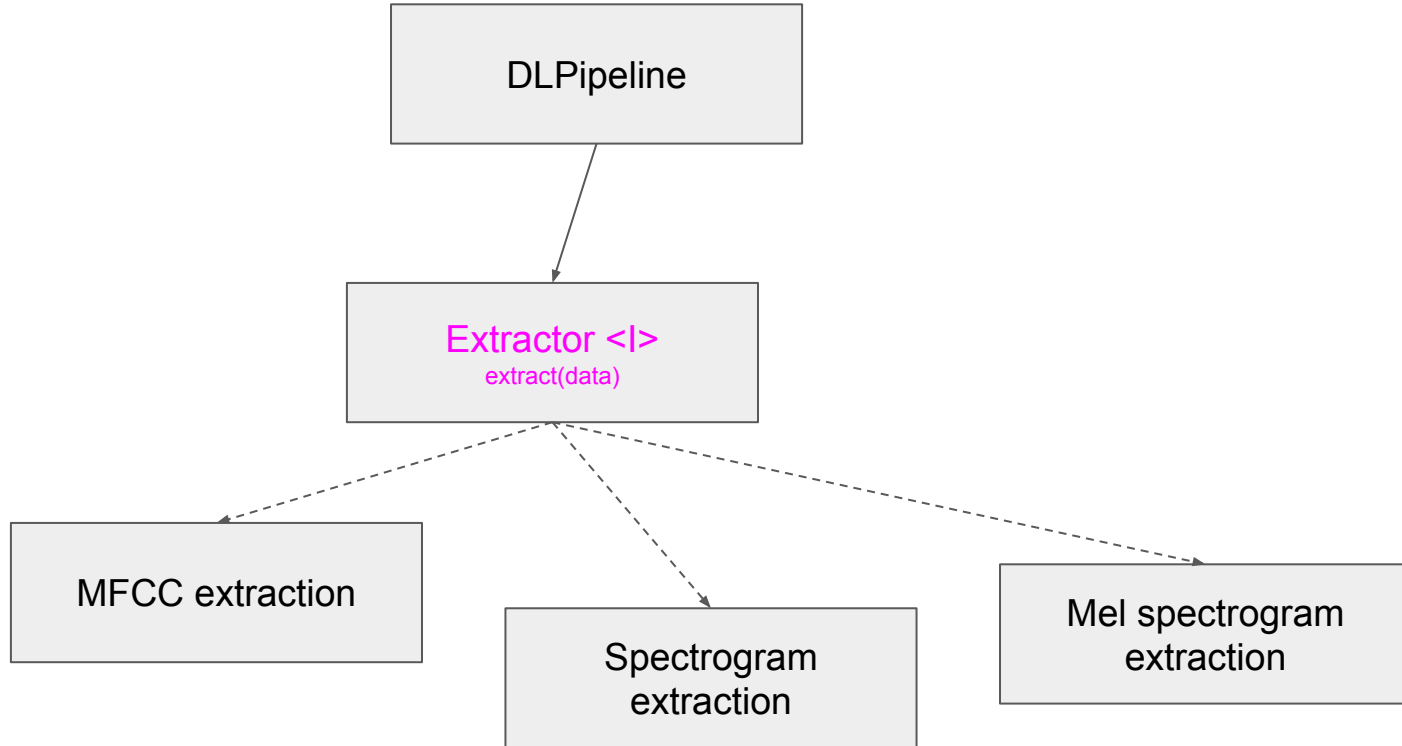 DLPipeline
Extractor <I>
extract(data)
MFCC extraction
Spectrogram
extraction
Mel spectrogram
extraction